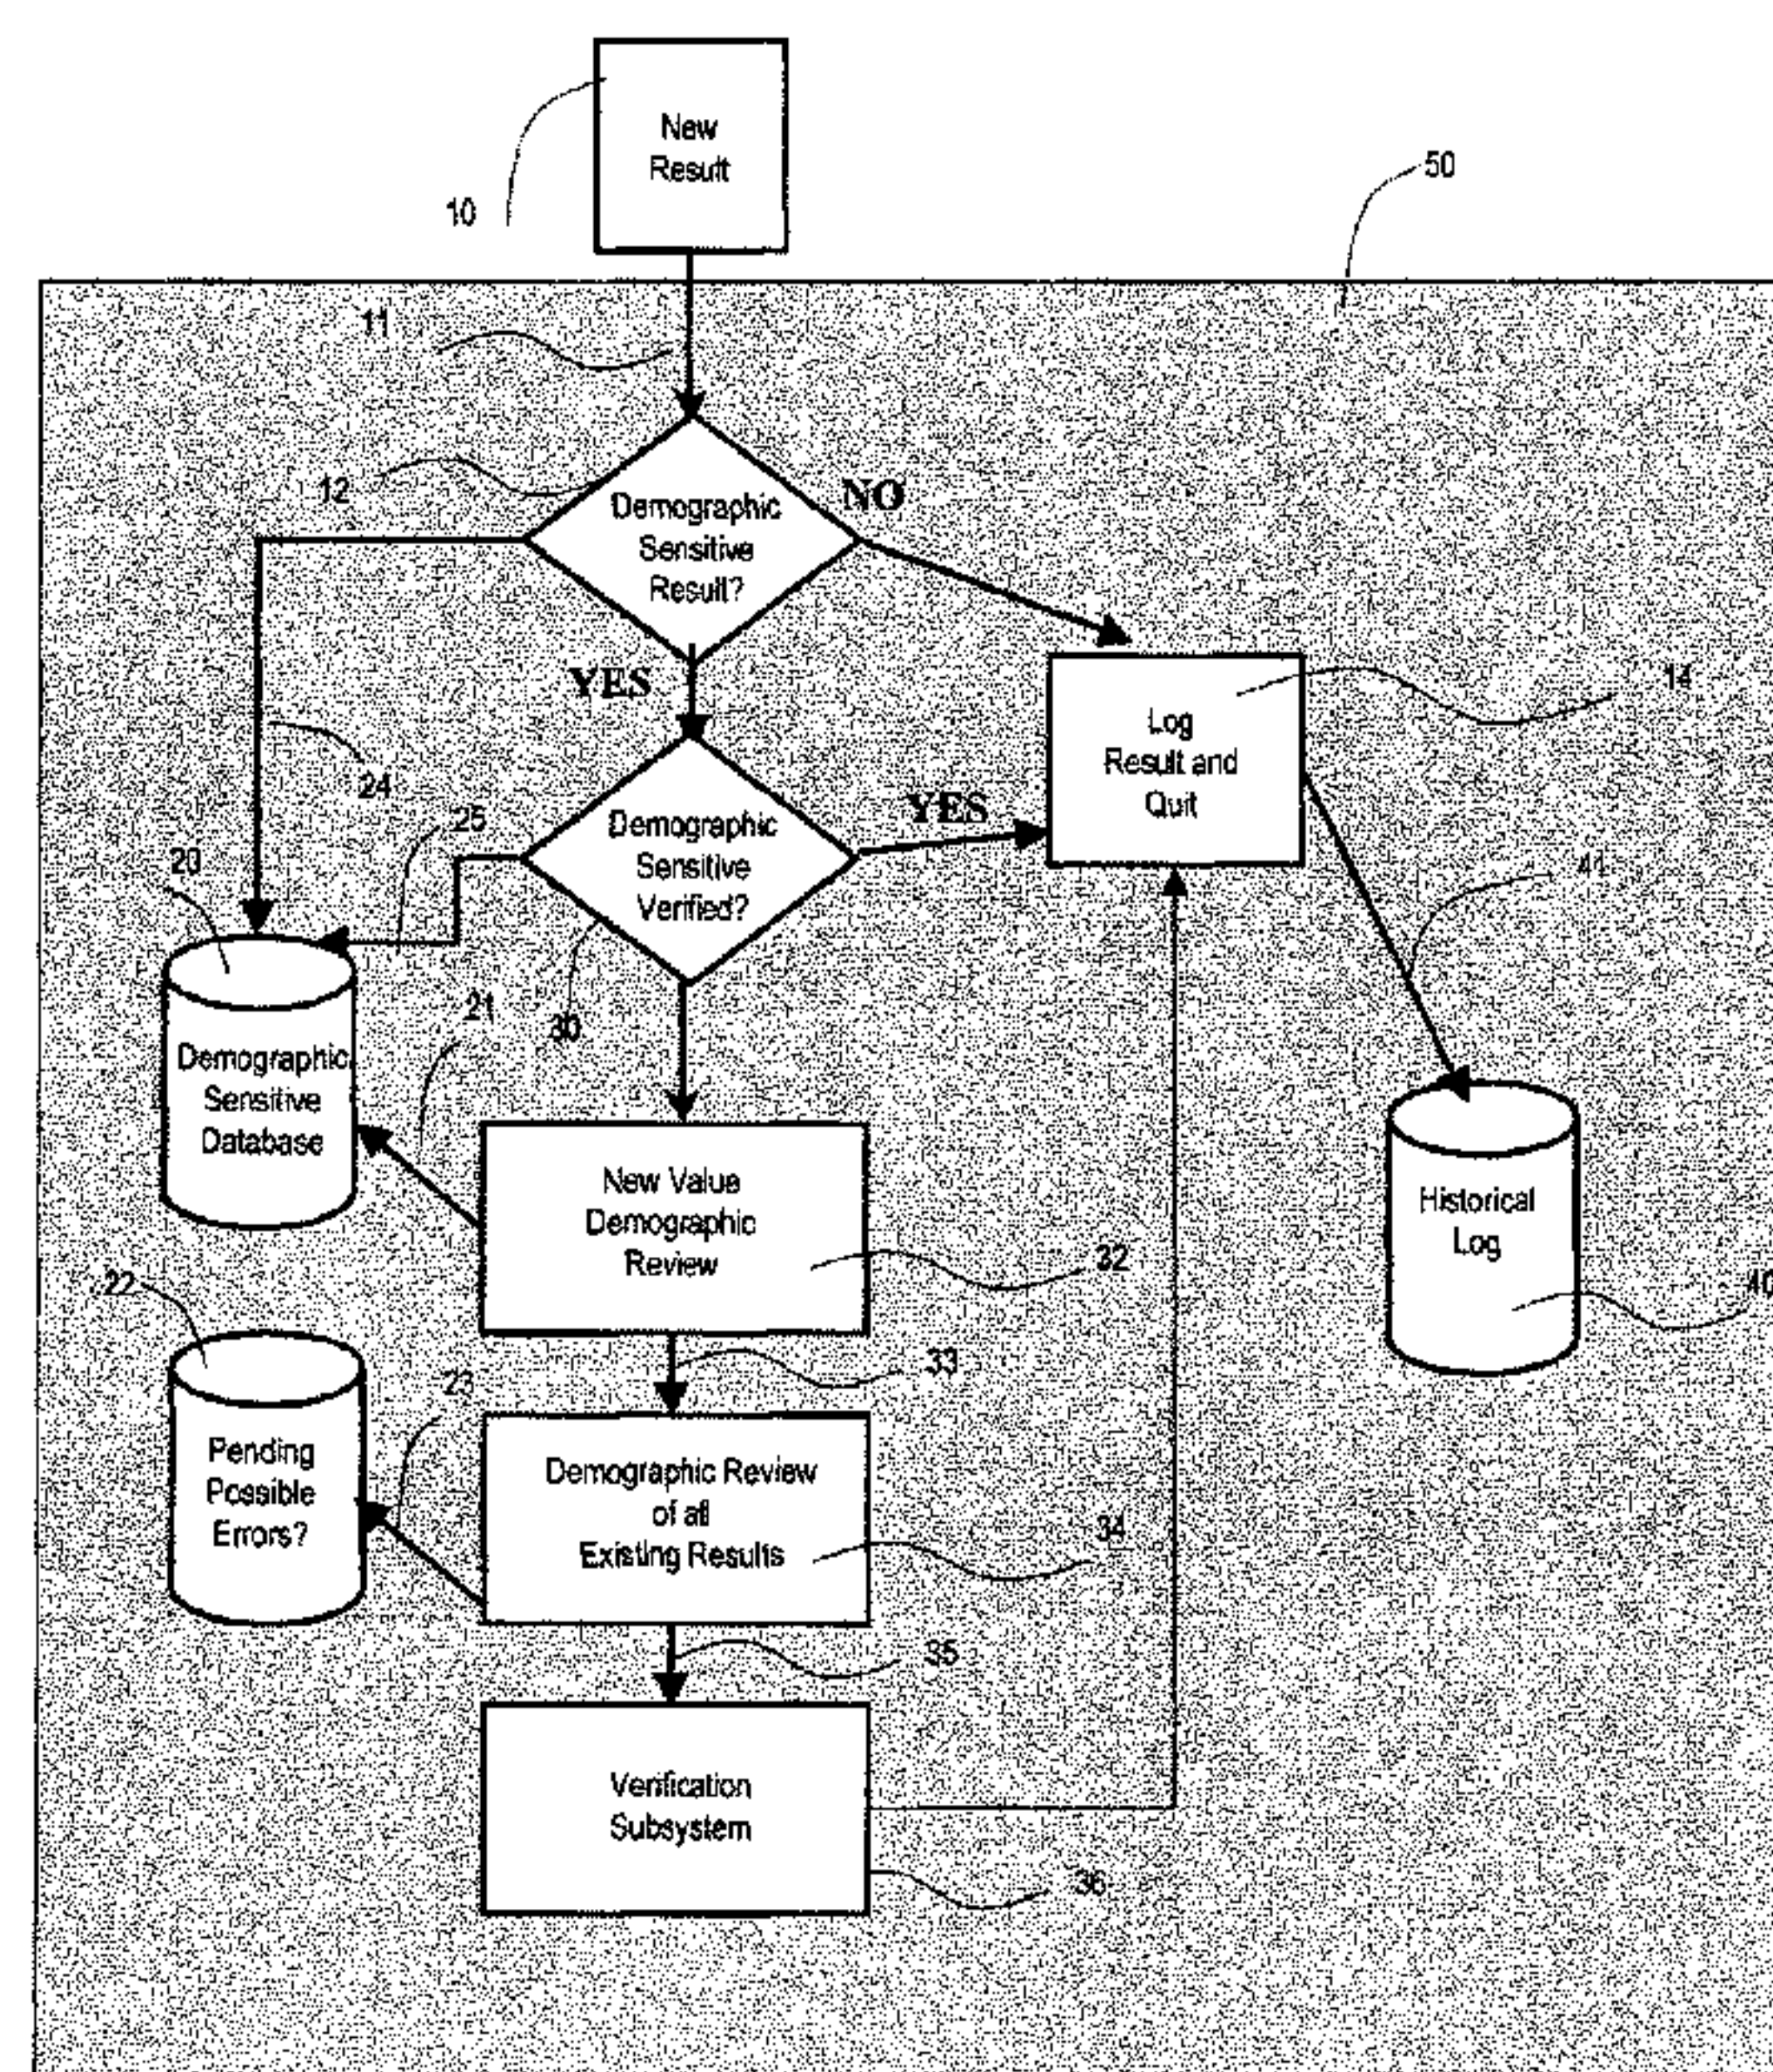 New
Result
10
50
11
12
Demographic
Sensitive
Result?
NO
YES
14
Log
Result and
Quit
24
25
YES
Demographic
Sensitive
Verified?
20
41
21
30
Demographic
Sensitive
Database
New Value
Demographic
Review
32
Historical
Log
40
22
33
23
Pending
Possible
Errors?
Demographic Review
of all
Existing Results
34
35
Verification
Subsystem
36